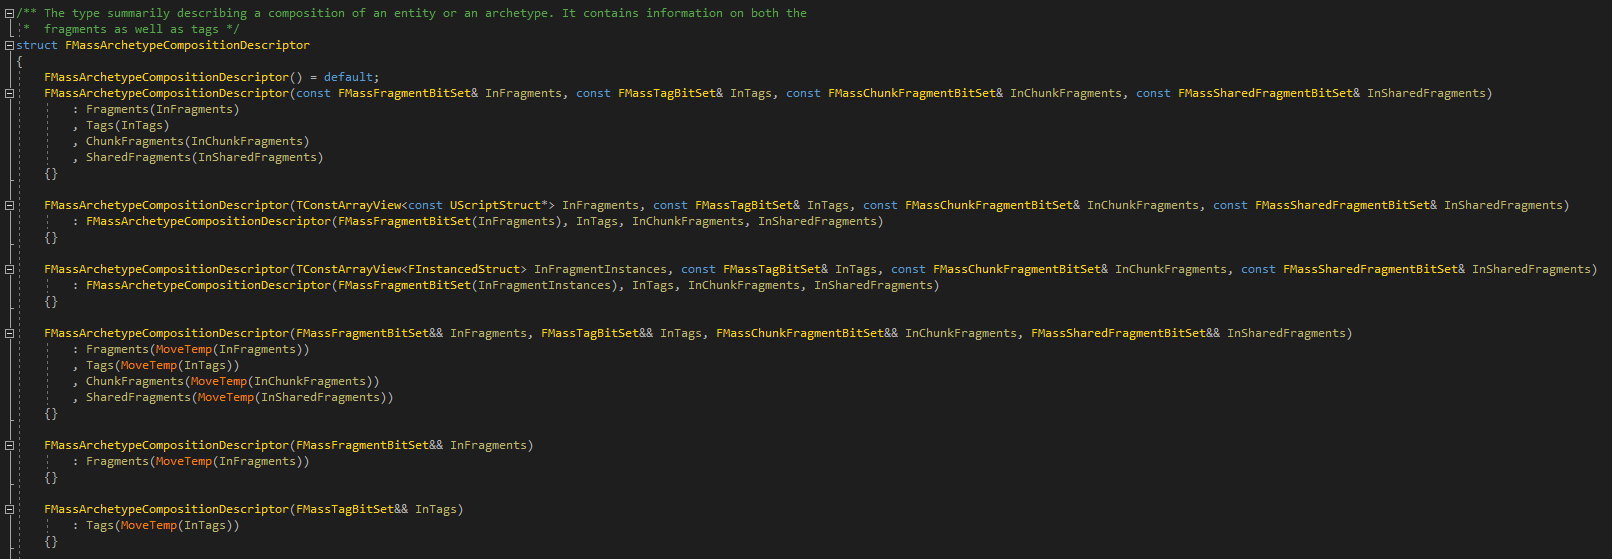 /** The type summarily describing a composition of an entity or an archetype. It contains information on both the
 *  fragments as well as tags */
struct FMassArchetypeCompositionDescriptor
{
    FMassArchetypeCompositionDescriptor() = default;
    FMassArchetypeCompositionDescriptor(const FMassFragmentBitSet& InFragments, const FMassTagBitSet& InTags, const FMassChunkFragmentBitSet& InChunkFragments, const FMassSharedFragmentBitSet& InSharedFragments)
        : Fragments(InFragments)
        , Tags(InTags)
        , ChunkFragments(InChunkFragments)
        , SharedFragments(InSharedFragments)
    {}
    FMassArchetypeCompositionDescriptor(TConstArrayView<const UScriptStruct*> InFragments, const FMassTagBitSet& InTags, const FMassChunkFragmentBitSet& InChunkFragments, const FMassSharedFragmentBitSet& InSharedFragments)
        : FMassArchetypeCompositionDescriptor(FMassFragmentBitSet(InFragments), InTags, InChunkFragments, InSharedFragments)
    {}
    FMassArchetypeCompositionDescriptor(TConstArrayView<FInstancedStruct> InFragmentInstances, const FMassTagBitSet& InTags, const FMassChunkFragmentBitSet& InChunkFragments, const FMassSharedFragmentBitSet& InSharedFragments)
        : FMassArchetypeCompositionDescriptor(FMassFragmentBitSet(InFragmentInstances), InTags, InChunkFragments, InSharedFragments)
    {}
    FMassArchetypeCompositionDescriptor(FMassFragmentBitSet&& InFragments, FMassTagBitSet&& InTags, FMassChunkFragmentBitSet&& InChunkFragments, FMassSharedFragmentBitSet&& InSharedFragments)
        : Fragments(MoveTemp(InFragments))
        , Tags(MoveTemp(InTags))
        , ChunkFragments(MoveTemp(InChunkFragments))
        , SharedFragments(MoveTemp(InSharedFragments))
    {}
    FMassArchetypeCompositionDescriptor(FMassFragmentBitSet&& InFragments)
        : Fragments(MoveTemp(InFragments))
    {}
    FMassArchetypeCompositionDescriptor(FMassTagBitSet&& InTags)
        : Tags(MoveTemp(InTags))
    {}